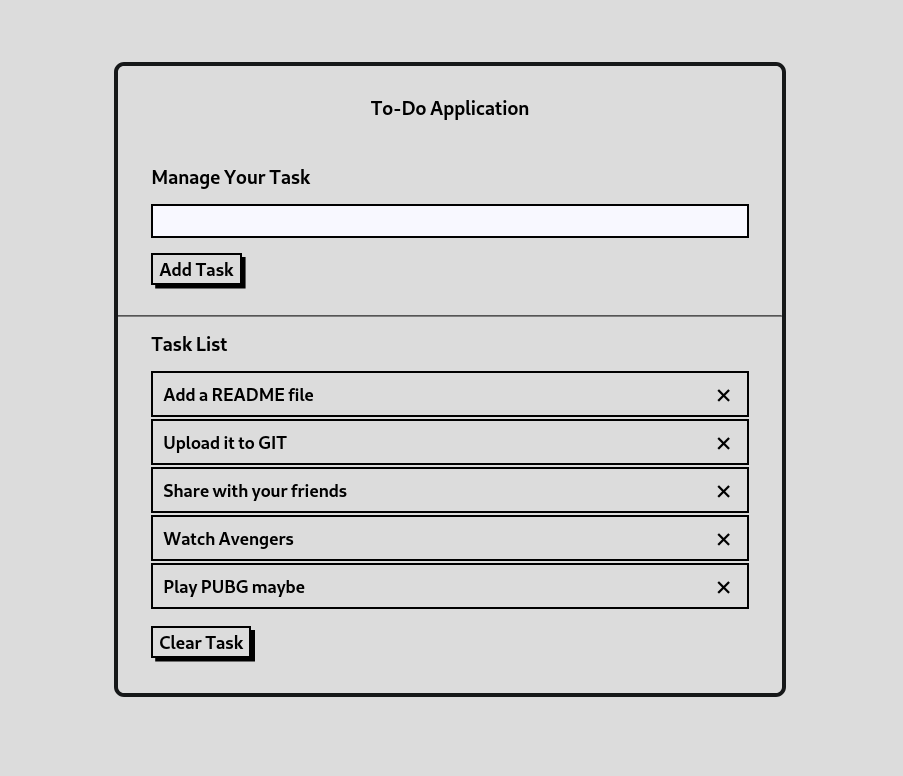 To-Do Application
Manage Your Task
Add Task
Task List
Add a README file
Upload it to GIT
Share with your friends
Watch Avengers
Play PUBG maybe
Clear Task